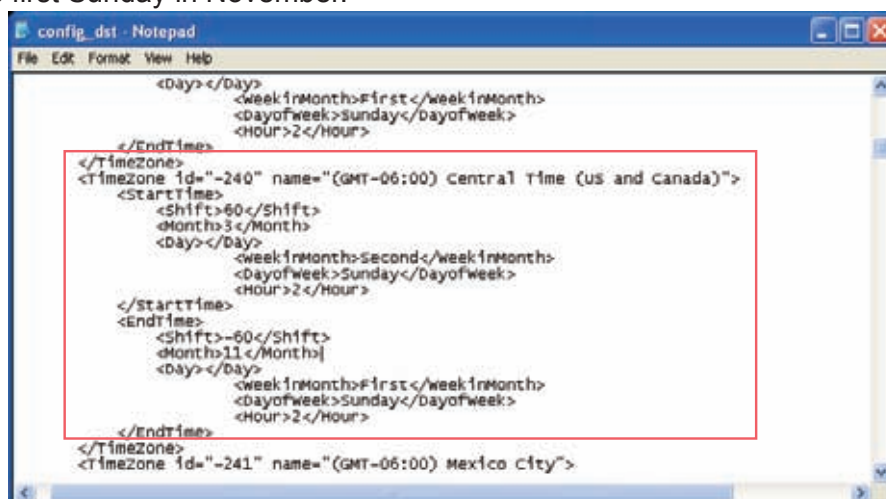 first Sunday in November.
config_dst - Notepad
File Edit Format View Help
<Day></Day>
<WeekinMonth>First</WeekinMonth>
<DayofWeek>Sunday</DayofWeek>
<Hour>2</Hour>
</EndTime>
</TimeZone>
<TimeZone id="-240" name="(GMT-06:00) Central Time (US and Canada)">
<StartTime>
<Shift>60</Shift>
<Month>3</Month>
<Day></Day>
<WeekinMonth>Second</WeekinMonth>
<DayofWeek>Sunday</DayofWeek>
<Hour>2</Hour>
</StartTime>
<EndTime>
<Shift>-60</Shift>
<Month>11</Month>
<Day></Day>
<WeekinMonth>First</WeekinMonth>
<DayofWeek>Sunday</DayofWeek>
<Hour>2</Hour>
</EndTime>
</TimeZone>
<TimeZone id="-241" name="(GMT-06:00) Mexico City">